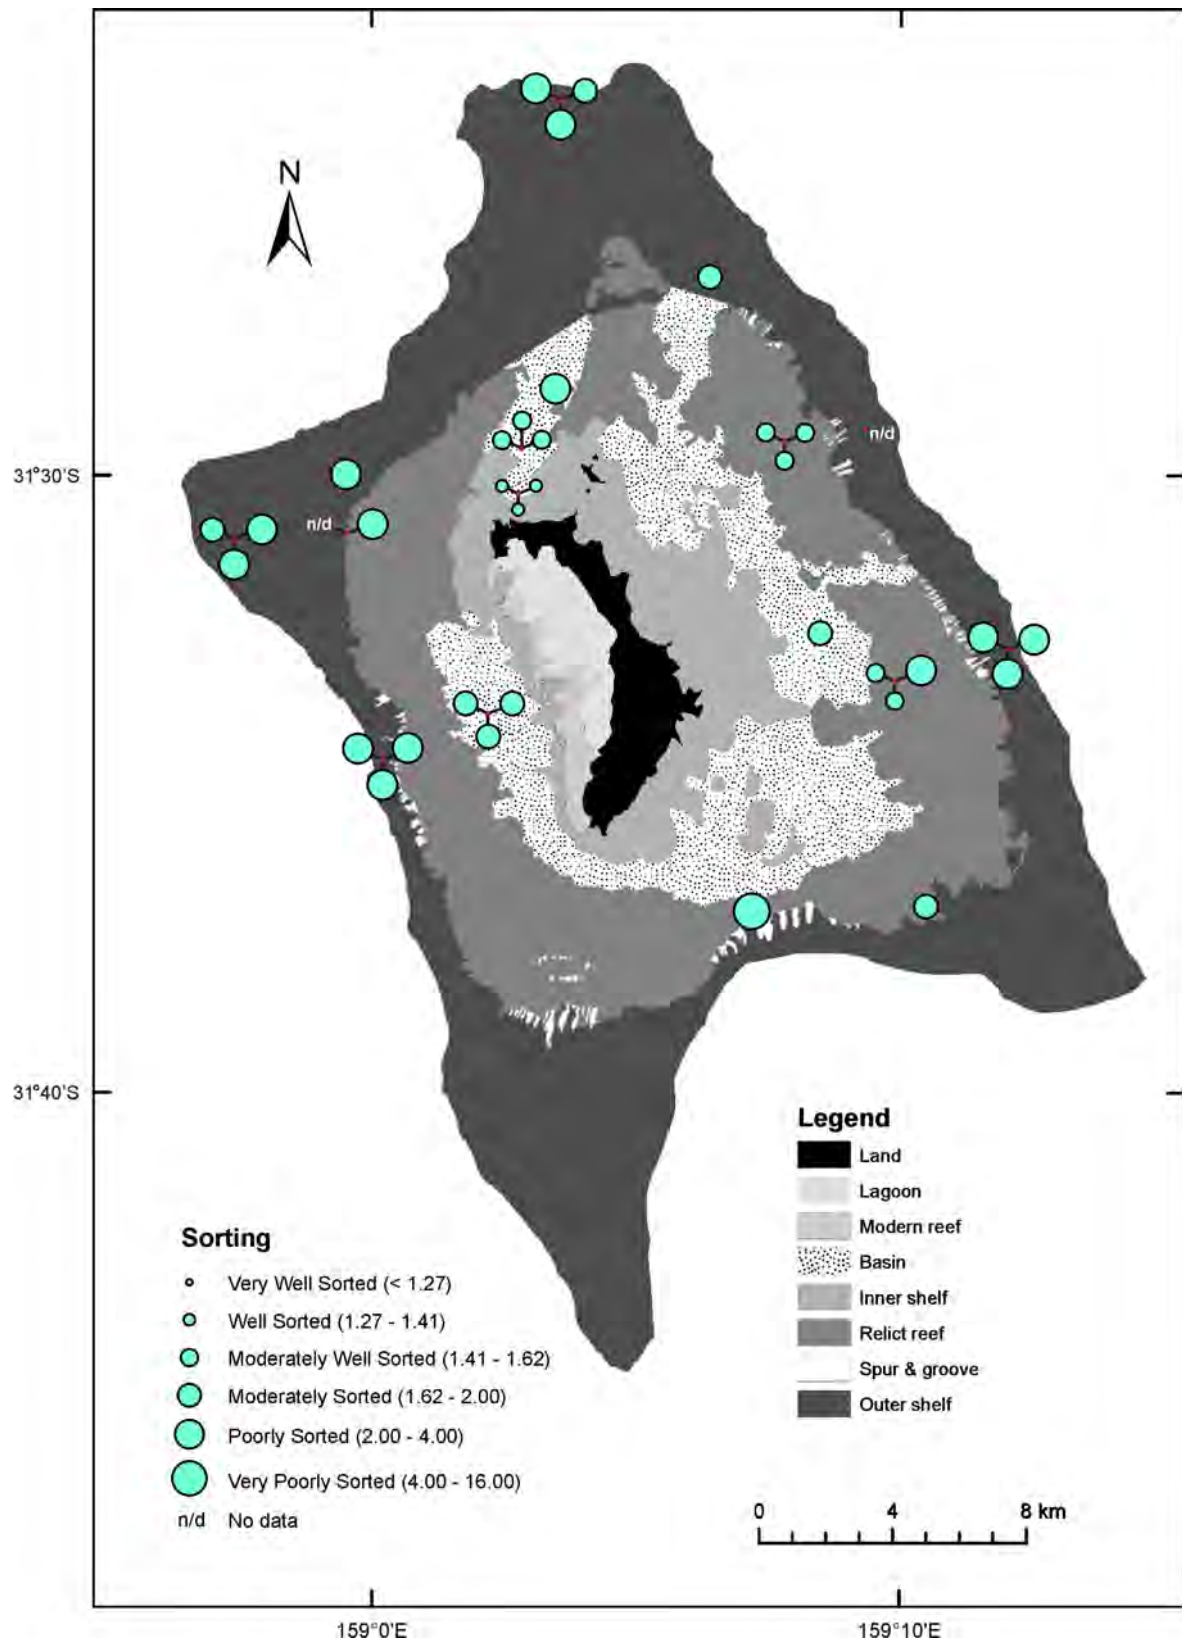 N
31°30'S
n/d
n/d
31°40'S
Legend
Land
Lagoon
Modern reef
Basin
Inner shelf
Relict reef
Spur & groove
Outer shelf
Sorting
Very Well Sorted (< 1.27)
Well Sorted (1.27 - 1.41)
Moderately Well Sorted (1.41 - 1.62)
Moderately Sorted (1.62 - 2.00)
Poorly Sorted (2.00 - 4.00)
Very Poorly Sorted (4.00 - 16.00)
n/d No data
0 4 8 km
159°0'E 159°10'E